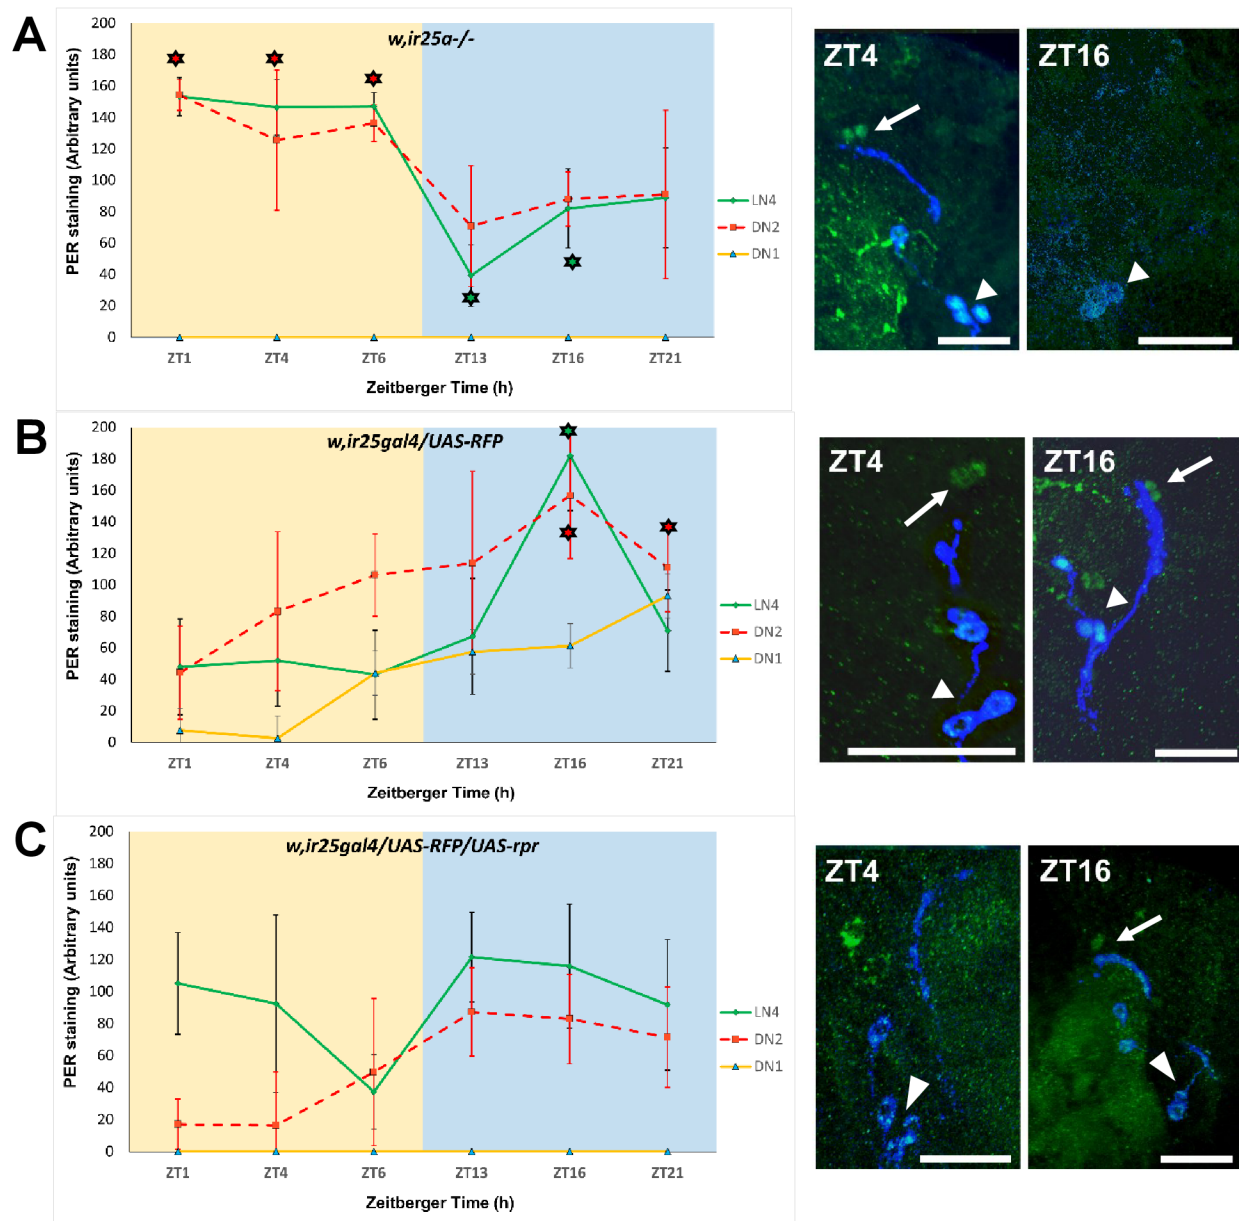 A
w,ir25a-/-
PER staining (Arbitrary units)
200
180
160
140
120
100
80
60
40
20
0
ZT1 ZT4 ZT6 ZT13 ZT16 ZT21
Zeitberger Time (h)
LN4
DN2
DN1
ZT4
ZT16
B
w,ir25gal4/UAS-RFP
PER staining (Arbitrary units)
200
180
160
140
120
100
80
60
40
20
0
ZT1 ZT4 ZT6 ZT13 ZT16 ZT21
Zeitberger Time (h)
LN4
DN2
DN1
ZT4
ZT16
C
w,ir25gal4/UAS-RFP/UAS-rpr
PER staining (Arbitrary units)
200
180
160
140
120
100
80
60
40
20
0
ZT1 ZT4 ZT6 ZT13 ZT16 ZT21
Zeitberger Time (h)
LN4
DN2
DN1
ZT4
ZT16